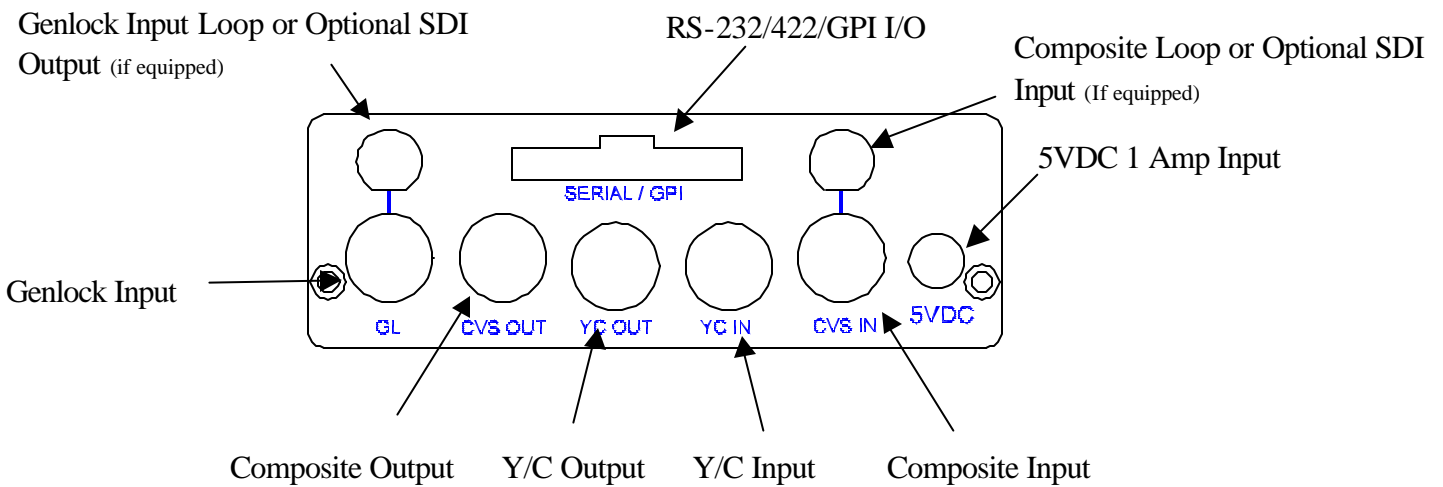 Genlock Input Loop or Optional SDI
Output (if equipped)
RS-232/422/GPI I/O
Composite Loop or Optional SDI
Input (If equipped)
5VDC 1 Amp Input
SERIAL / GPI
Genlock Input
GL
CVS OUT
YC OUT
YC IN
CVS IN
5VDC
Composite Output
Y/C Output
Y/C Input
Composite Input